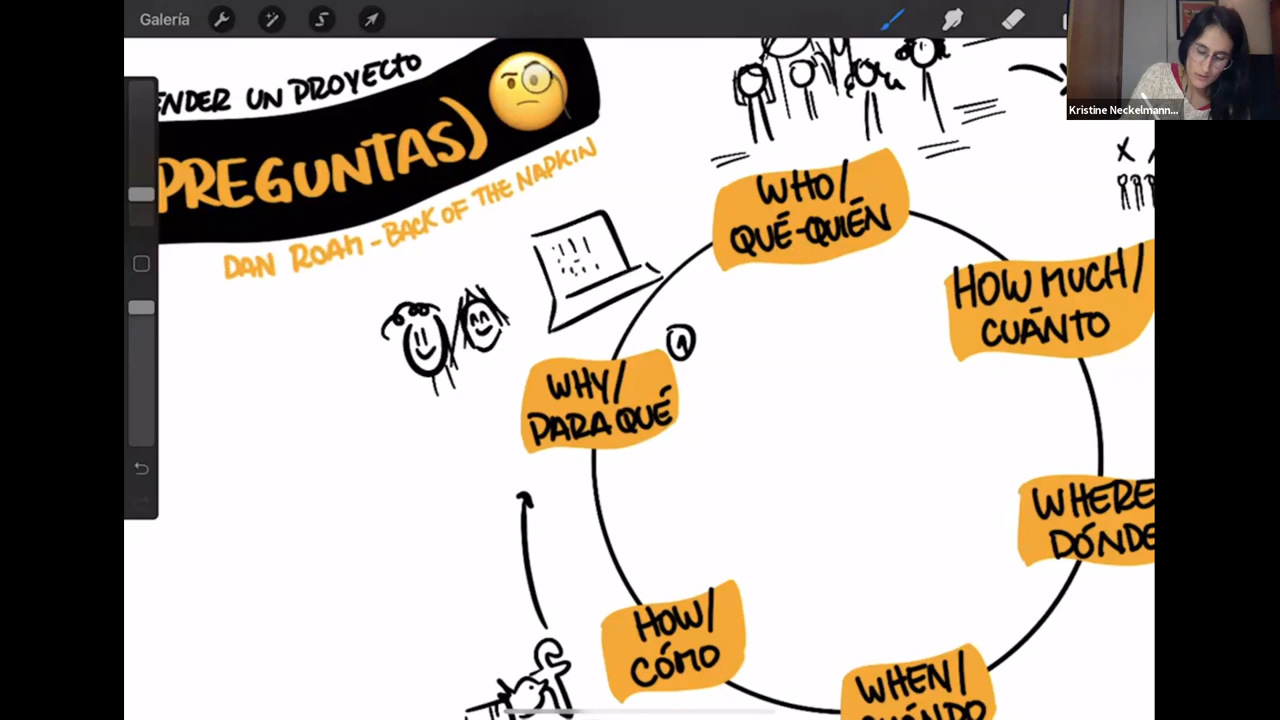 Galería
Kristine Neckelmann...
ENDER UN PROYECTO
PREGUNTAS)
DAN ROAM - BACK OF THE NAPKIN
WHO/
QUÉ-QUIÉN
HOW MUCH/
CUÁNTO
1
WHY/
PARA QUÉ
WHERE
DÓNDE
HOW/
CÓMO
WHEN/
CUÁNDO